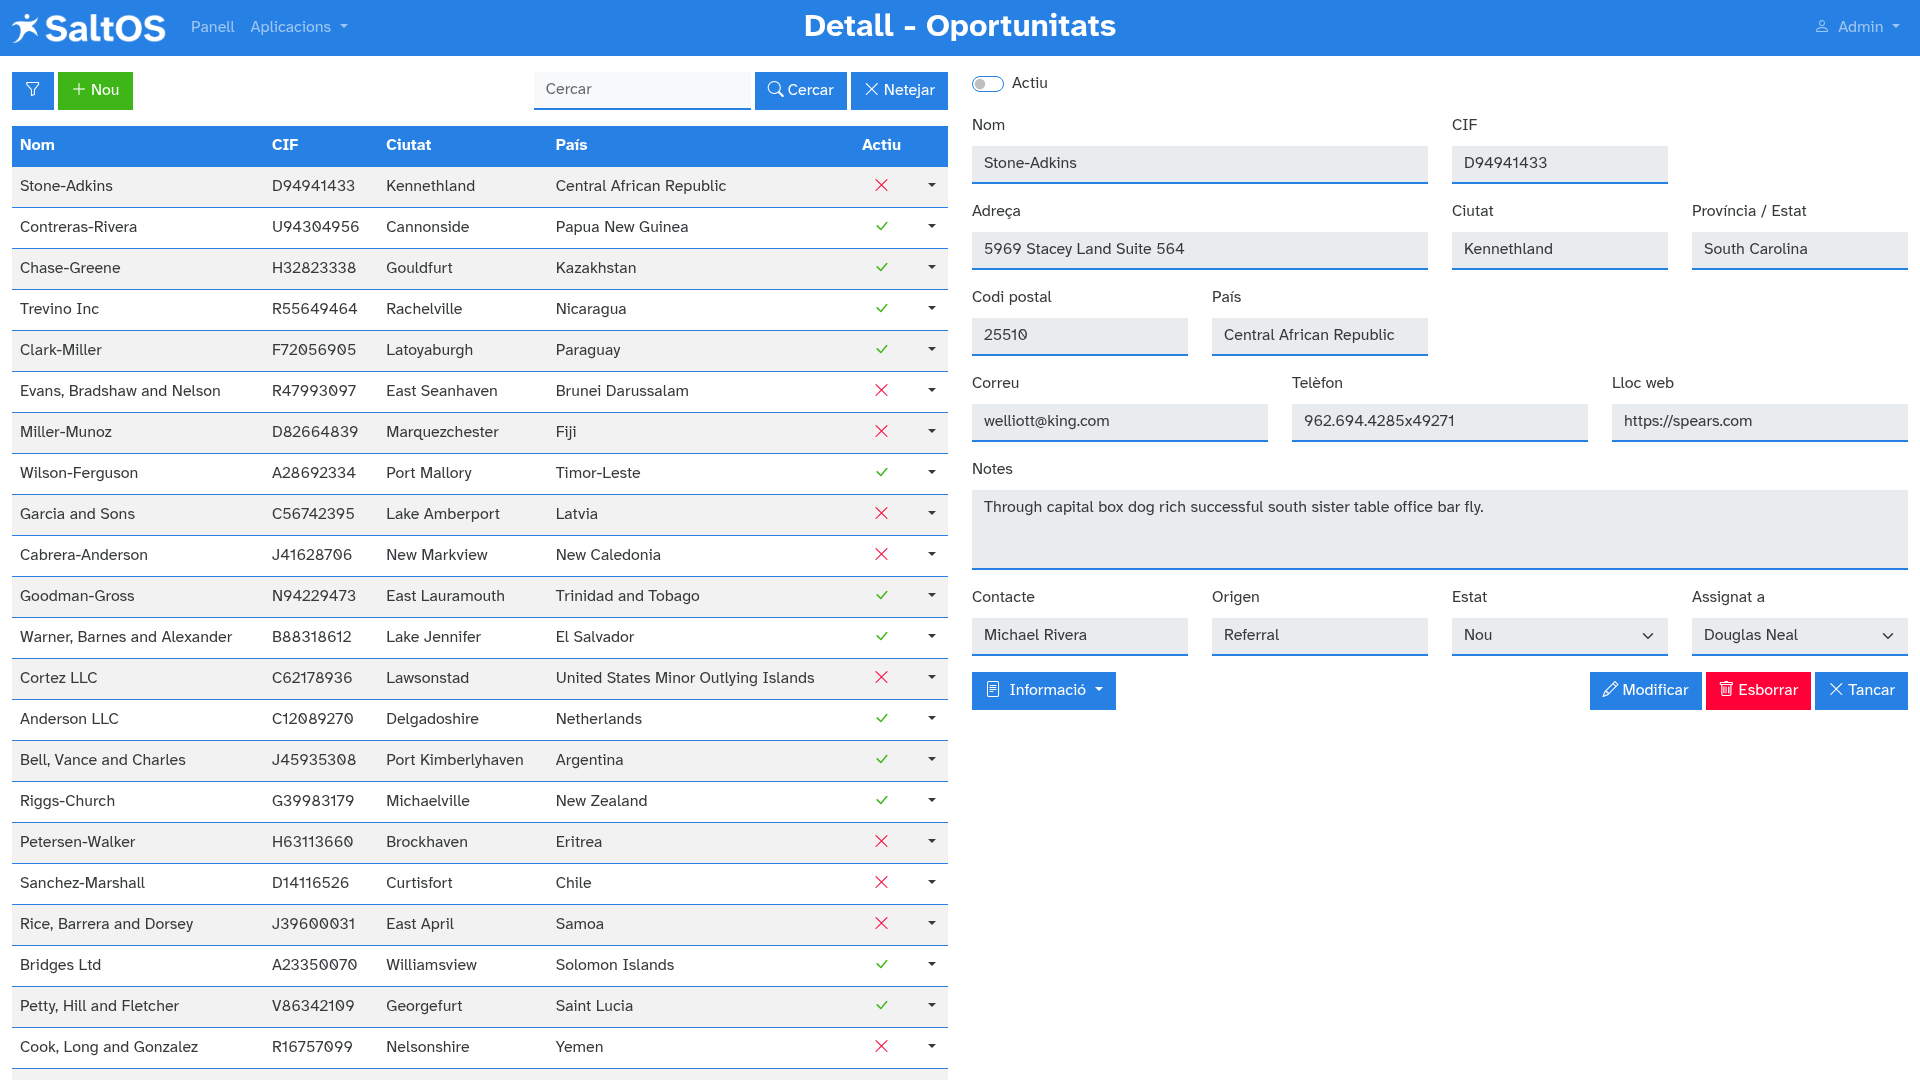 SaltOS Panell Aplicacions Detall - Oportunitats Admin
Nou Cercar Cercar Netejar
Nom CIF Ciutat País Actiu
Stone-Adkins D94941433 Kennethland Central African Republic
Contreras-Rivera U94304956 Cannonside Papua New Guinea
Chase-Greene H32823338 Gouldfurt Kazakhstan
Trevino Inc R55649464 Rachelville Nicaragua
Clark-Miller F72056905 Latoyaburgh Paraguay
Evans, Bradshaw and Nelson R47993097 East Seanhaven Brunei Darussalam
Miller-Munoz D82664839 Marquezchester Fiji
Wilson-Ferguson A28692334 Port Mallory Timor-Leste
Garcia and Sons C56742395 Lake Amberport Latvia
Cabrera-Anderson J41628706 New Markview New Caledonia
Goodman-Gross N94229473 East Lauramouth Trinidad and Tobago
Warner, Barnes and Alexander B88318612 Lake Jennifer El Salvador
Cortez LLC C62178936 Lawsonstad United States Minor Outlying Islands
Anderson LLC C12089270 Delgadoshire Netherlands
Bell, Vance and Charles J45935308 Port Kimberlyhaven Argentina
Riggs-Church G39983179 Michaelville New Zealand
Petersen-Walker H63113660 Brockhaven Eritrea
Sanchez-Marshall D14116526 Curtisfort Chile
Rice, Barrera and Dorsey J39600031 East April Samoa
Bridges Ltd A23350070 Williamsview Solomon Islands
Petty, Hill and Fletcher V86342109 Georgefurt Saint Lucia
Cook, Long and Gonzalez R16757099 Nelsonshire Yemen
Actiu
Nom CIF
Stone-Adkins D94941433
Adreça Ciutat Província / Estat
5969 Stacey Land Suite 564 Kennethland South Carolina
Codi postal País
25510 Central African Republic
Correu Telèfon Lloc web
welliott@king.com 962.694.4285x49271 https://spears.com
Notes
Through capital box dog rich successful south sister table office bar fly.
Contacte Origen Estat Assignat a
Michael Rivera Referral Nou Douglas Neal
Informació Modificar Esborrar Tancar